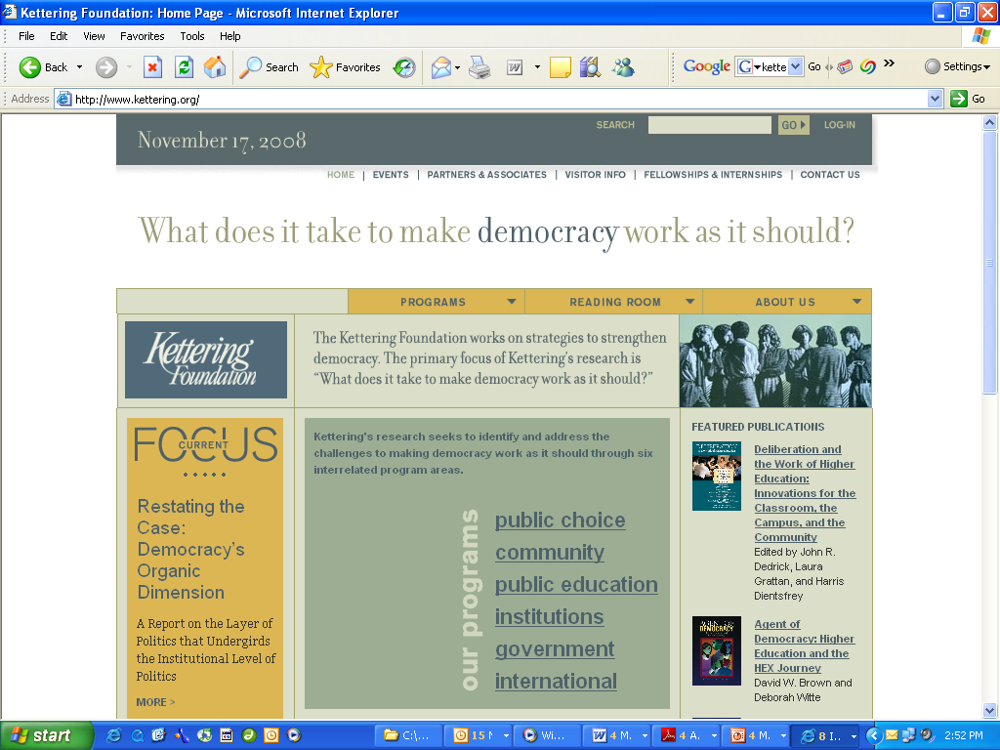 Kettering Foundation: Home Page - Microsoft Internet Explorer
File Edit View Favorites Tools Help
Back Search Favorites Google G kette Go Settings
Address http://www.kettering.org/ Go
November 17, 2008
SEARCH GO LOG-IN
HOME | EVENTS | PARTNERS & ASSOCIATES | VISITOR INFO | FELLOWSHIPS & INTERNSHIPS | CONTACT US
What does it take to make democracy work as it should?
PROGRAMS READING ROOM ABOUT US
Kettering
Foundation
The Kettering Foundation works on strategies to strengthen
democracy. The primary focus of Kettering's research is
“What does it take to make democracy work as it should?”
FOCUS
CURRENT
Restating the
Case:
Democracy's
Organic
Dimension
A Report on the Layer of
Politics that Undergirds
the Institutional Level of
Politics
MORE >
Kettering's research seeks to identify and address the
challenges to making democracy work as it should through six
interrelated program areas.
our programs
public choice
community
public education
institutions
government
international
FEATURED PUBLICATIONS
Deliberation and
the Work of Higher
Education:
Innovations for the
Classroom, the
Campus, and the
Community
Edited by John R.
Dedrick, Laura
Grattan, and Harris
Dientsfrey
DEMOCRACY
Agent of
Democracy: Higher
Education and the
HEX Journey
David W. Brown and
Deborah Witte
start C:\... 15 Wi... 4 M. 4 A. 4 M. 8 I.. 2:52 PM